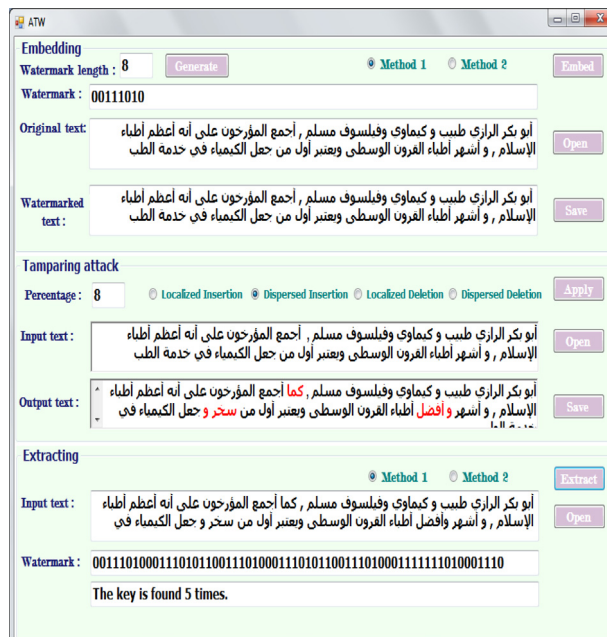 ATW
Embedding
Watermark length : 8 Generate Method 1 Method 2 Embed
Watermark : 00111010
Original text:
أبو بكر الرازي طبيب و كيماوي وفيلسوف مسلم , أجمع المؤرخون على أنه أعظم أطباء
الإسلام , و أشهر أطباء القرون الوسطى ويعتبر أول من جعل الكيمياء في خدمة الطب
Open
Watermarked text :
أبو بكر الرازي طبيب و كيماوي وفيلسوف مسلم , أجمع المؤرخون على أنه أعظم أطباء
الإسلام , و أشهر أطباء القرون الوسطى ويعتبر أول من جعل الكيمياء في خدمة الطب
Save
Tamparing attack
Percentage : 8 Localized Insertion Dispersed Insertion Localized Deletion Dispersed Deletion Apply
Input text :
أبو بكر الرازي طبيب و كيماوي وفيلسوف مسلم , أجمع المؤرخون على أنه أعظم أطباء
الإسلام , و أشهر أطباء القرون الوسطى ويعتبر أول من جعل الكيمياء في خدمة الطب
Open
Output text :
أبو بكر الرازي طبيب و كيماوي وفيلسوف مسلم , كما أجمع المؤرخون على أنه أعظم أطباء
الإسلام , و أشهر و أفضل أطباء القرون الوسطى ويعتبر أول من سخر و جعل الكيمياء في
Save
Extracting
Method 1 Method 2 Extract
Input text :
أبو بكر الرازي طبيب و كيماوي وفيلسوف مسلم , كما أجمع المؤرخون على أنه أعظم أطباء
الإسلام , و أشهر وأفضل أطباء القرون الوسطى ويعتبر أول من سخر و جعل الكيمياء في
Open
Watermark : 0011101000111010110011101000111010110011101000111111101000​1110
The key is found 5 times.